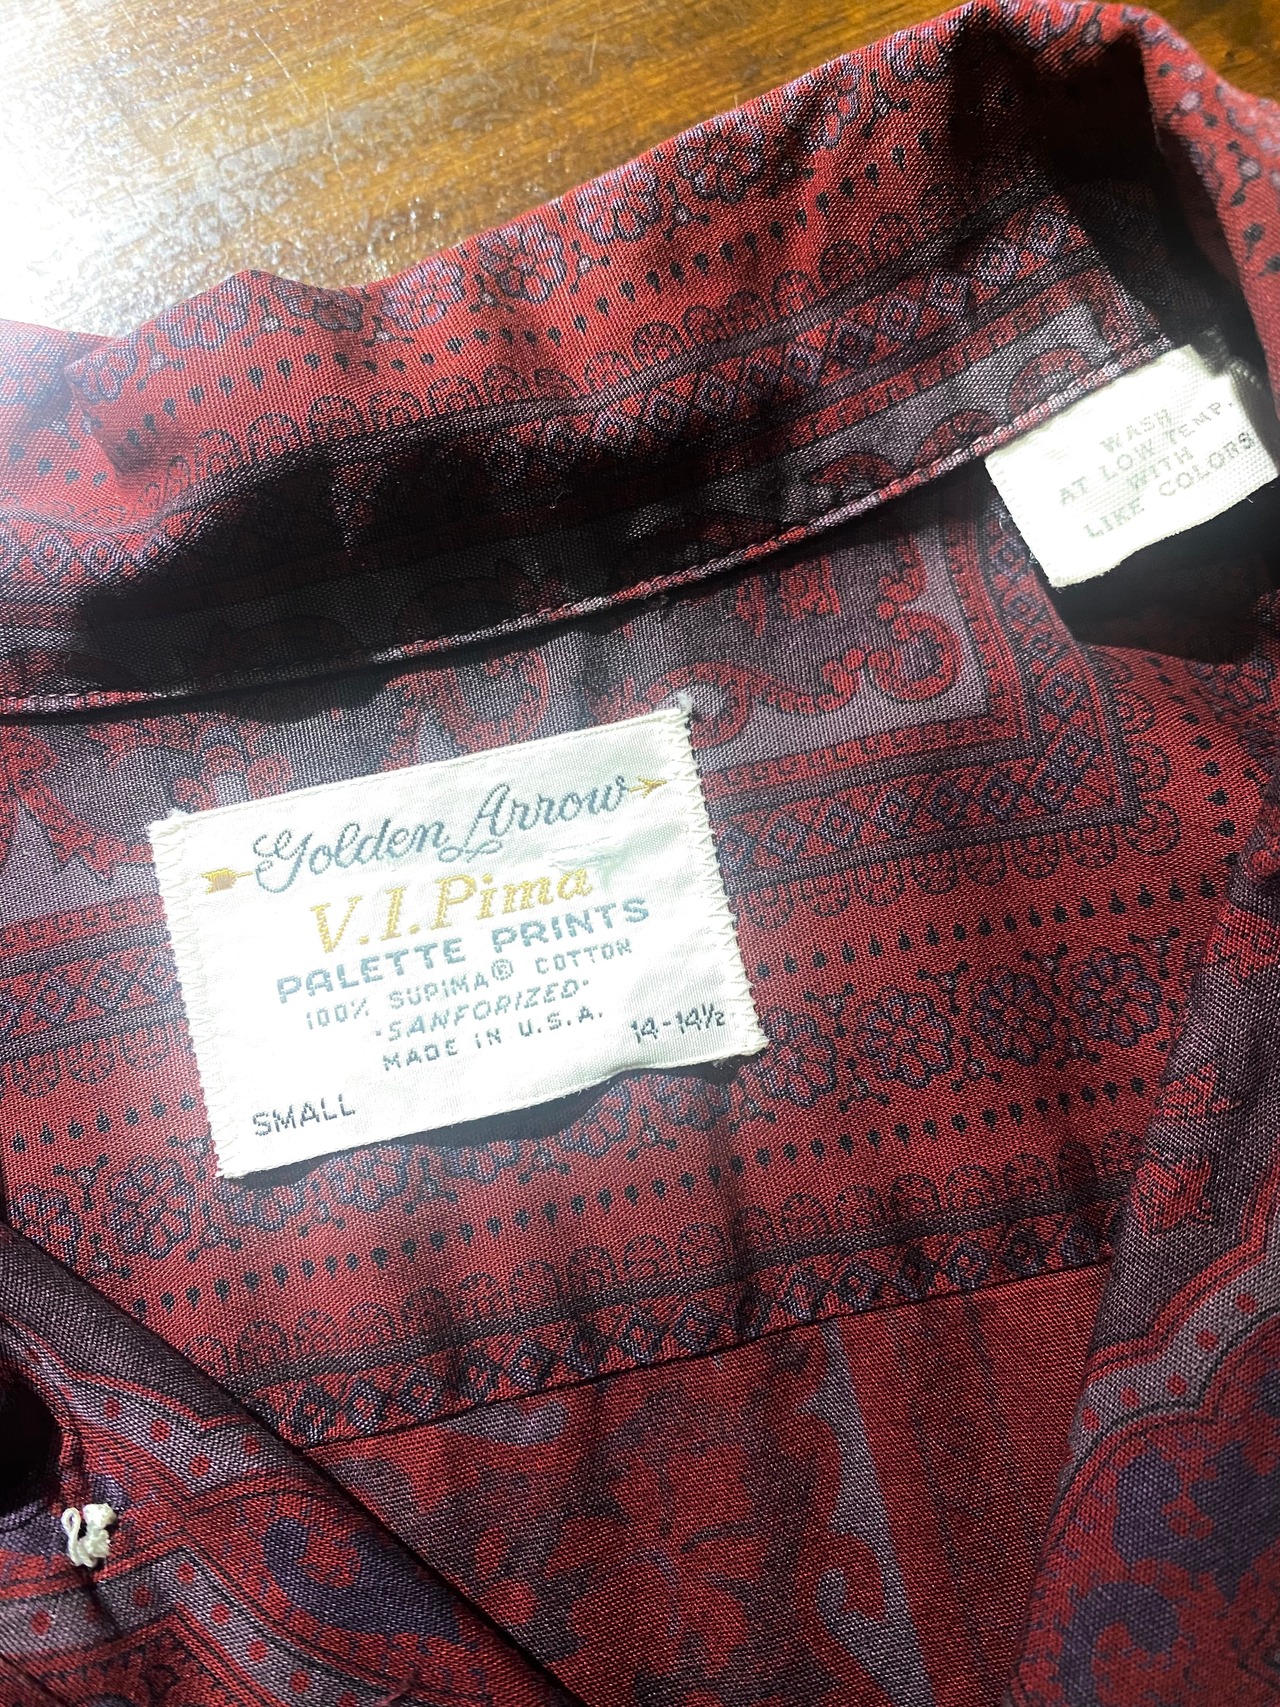 WASH
AT LOW TEMP.
WITH
LIKE COLORS
Golden Arrow
V.I.Pima
PALETTE PRINTS
100% SUPIMA® COTTON
-SANFORIZED-
MADE IN U.S.A.
14-14½
SMALL